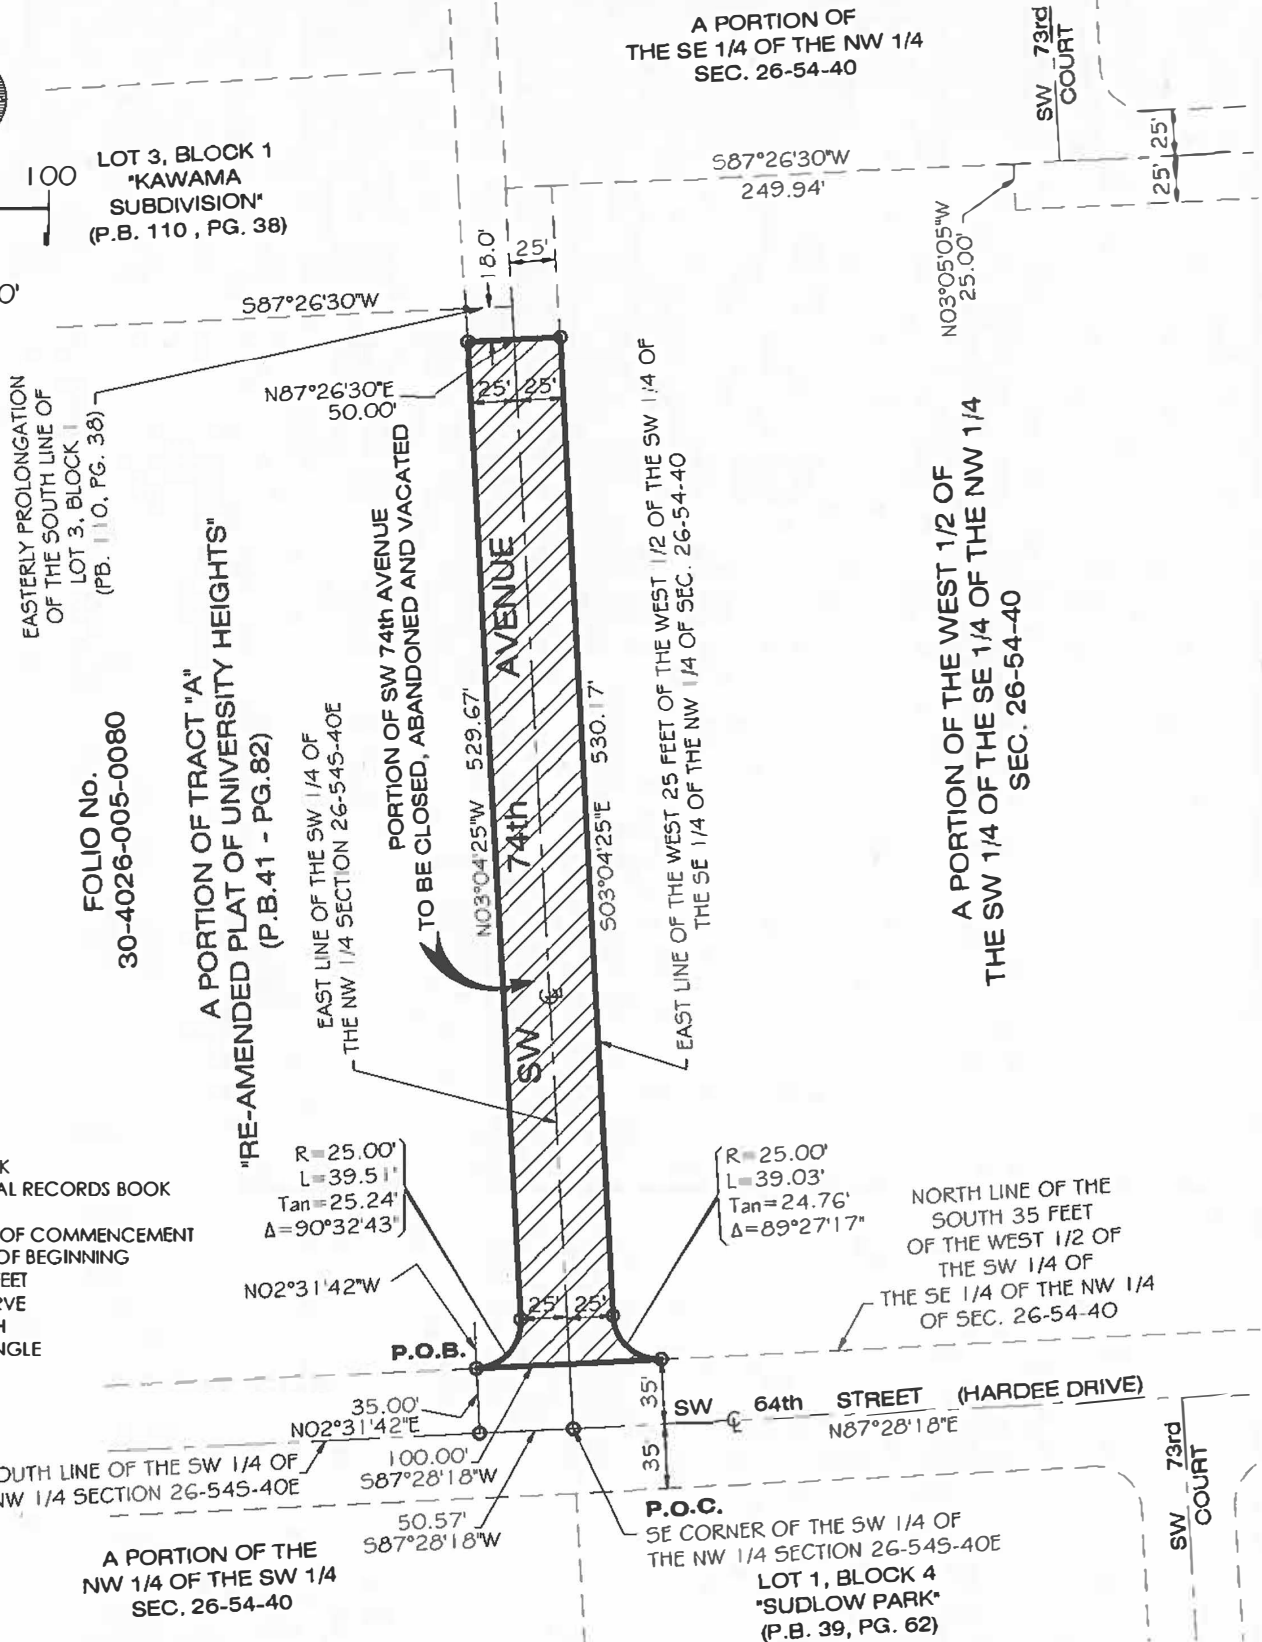 A PORTION OF
THE SE 1/4 OF THE NW 1/4
SEC. 26-54-40
SW 73rd
COURT
25'
25'
LOT 3, BLOCK 1
"KAWAMA
SUBDIVISION"
(P.B. 110 , PG. 38)
100
0'
S87°26'30"W
249.94'
N03°05'05"W
25.00'
18.0'
25'
S87°26'30"W
EASTERLY PROLONGATION
OF THE SOUTH LINE OF
LOT 3, BLOCK 1
(PB. 110, PG. 38)
N87°26'30"E
50.00'
25' 25'
PORTION OF SW 74th AVENUE
TO BE CLOSED, ABANDONED AND VACATED
SW 74th AVENUE
N03°04'25"W 529.67'
S03°04'25"E 530.17'
EAST LINE OF THE WEST 25 FEET OF THE WEST 1/2 OF THE SW 1/4 OF
THE SE 1/4 OF THE NW 1/4 OF SEC. 26-54-40
A PORTION OF THE WEST 1/2 OF
THE SW 1/4 OF THE SE 1/4 OF THE NW 1/4
SEC. 26-54-40
FOLIO No.
30-4026-005-0080
A PORTION OF TRACT "A"
"RE-AMENDED PLAT OF UNIVERSITY HEIGHTS"
(P.B.41 - PG.82)
EAST LINE OF THE SW 1/4 OF
THE NW 1/4 SECTION 26-54S-40E
K
AL RECORDS BOOK
OF COMMENCEMENT
OF BEGINNING
EET
RVE
H
NGLE
R=25.00'
L=39.51'
Tan=25.24'
Δ=90°32'43"
R=25.00'
L=39.03'
Tan=24.76'
Δ=89°27'17"
NORTH LINE OF THE
SOUTH 35 FEET
OF THE WEST 1/2 OF
THE SW 1/4 OF
THE SE 1/4 OF THE NW 1/4
OF SEC. 26-54-40
N02°31'42"W
25' 25'
P.O.B.
35.00'
N02°31'42"E
35'
35'
SW 64th STREET (HARDEE DRIVE)
N87°28'18"E
SW 73rd
COURT
OUTH LINE OF THE SW 1/4 OF
NW 1/4 SECTION 26-54S-40E
100.00'
S87°28'18"W
50.57'
S87°28'18"W
P.O.C.
SE CORNER OF THE SW 1/4 OF
THE NW 1/4 SECTION 26-54S-40E
A PORTION OF THE
NW 1/4 OF THE SW 1/4
SEC. 26-54-40
LOT 1, BLOCK 4
"SUDLOW PARK"
(P.B. 39, PG. 62)